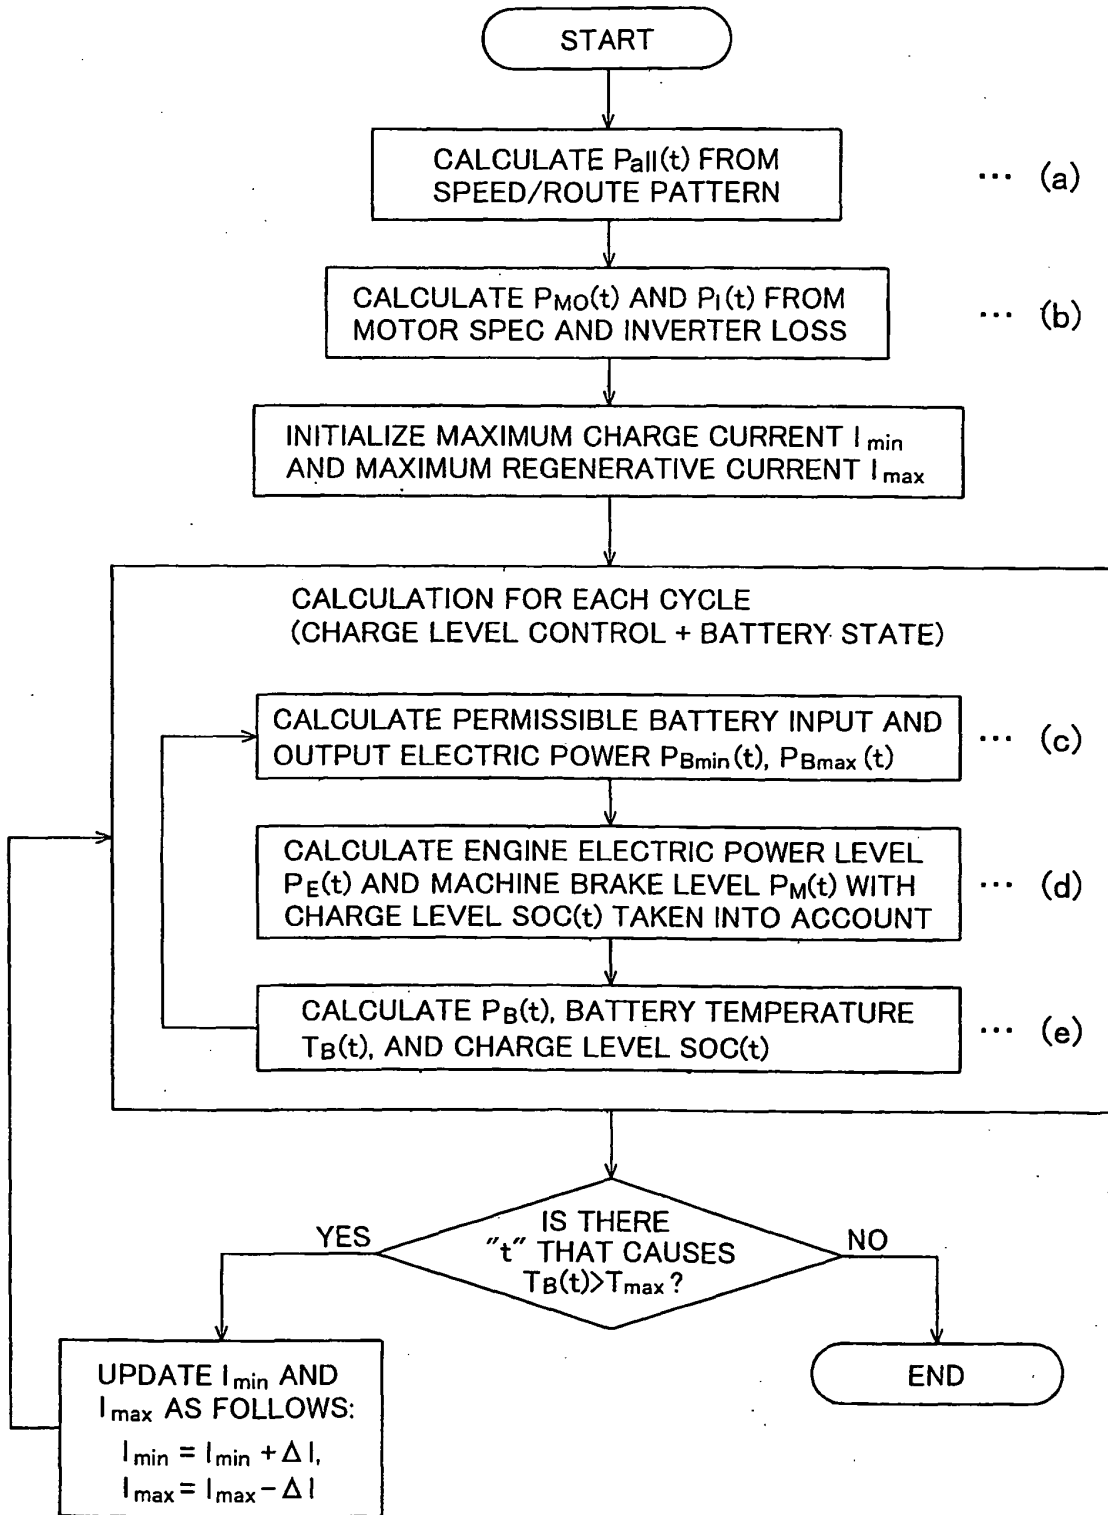 START
CALCULATE Pall(t) FROM
SPEED/ROUTE PATTERN
··· (a)
CALCULATE PMO(t) AND PI(t) FROM
MOTOR SPEC AND INVERTER LOSS
··· (b)
INITIALIZE MAXIMUM CHARGE CURRENT Imin
AND MAXIMUM REGENERATIVE CURRENT Imax
CALCULATION FOR EACH CYCLE
(CHARGE LEVEL CONTROL + BATTERY STATE)
CALCULATE PERMISSIBLE BATTERY INPUT AND
OUTPUT ELECTRIC POWER PBmin(t), PBmax(t)
··· (c)
CALCULATE ENGINE ELECTRIC POWER LEVEL
PE(t) AND MACHINE BRAKE LEVEL PM(t) WITH
CHARGE LEVEL SOC(t) TAKEN INTO ACCOUNT
··· (d)
CALCULATE PB(t), BATTERY TEMPERATURE
TB(t), AND CHARGE LEVEL SOC(t)
··· (e)
IS THERE
"t" THAT CAUSES
TB(t)>Tmax?
YES
NO
UPDATE Imin AND
Imax AS FOLLOWS:
Imin = Imin + ΔI,
Imax = Imax − ΔI
END